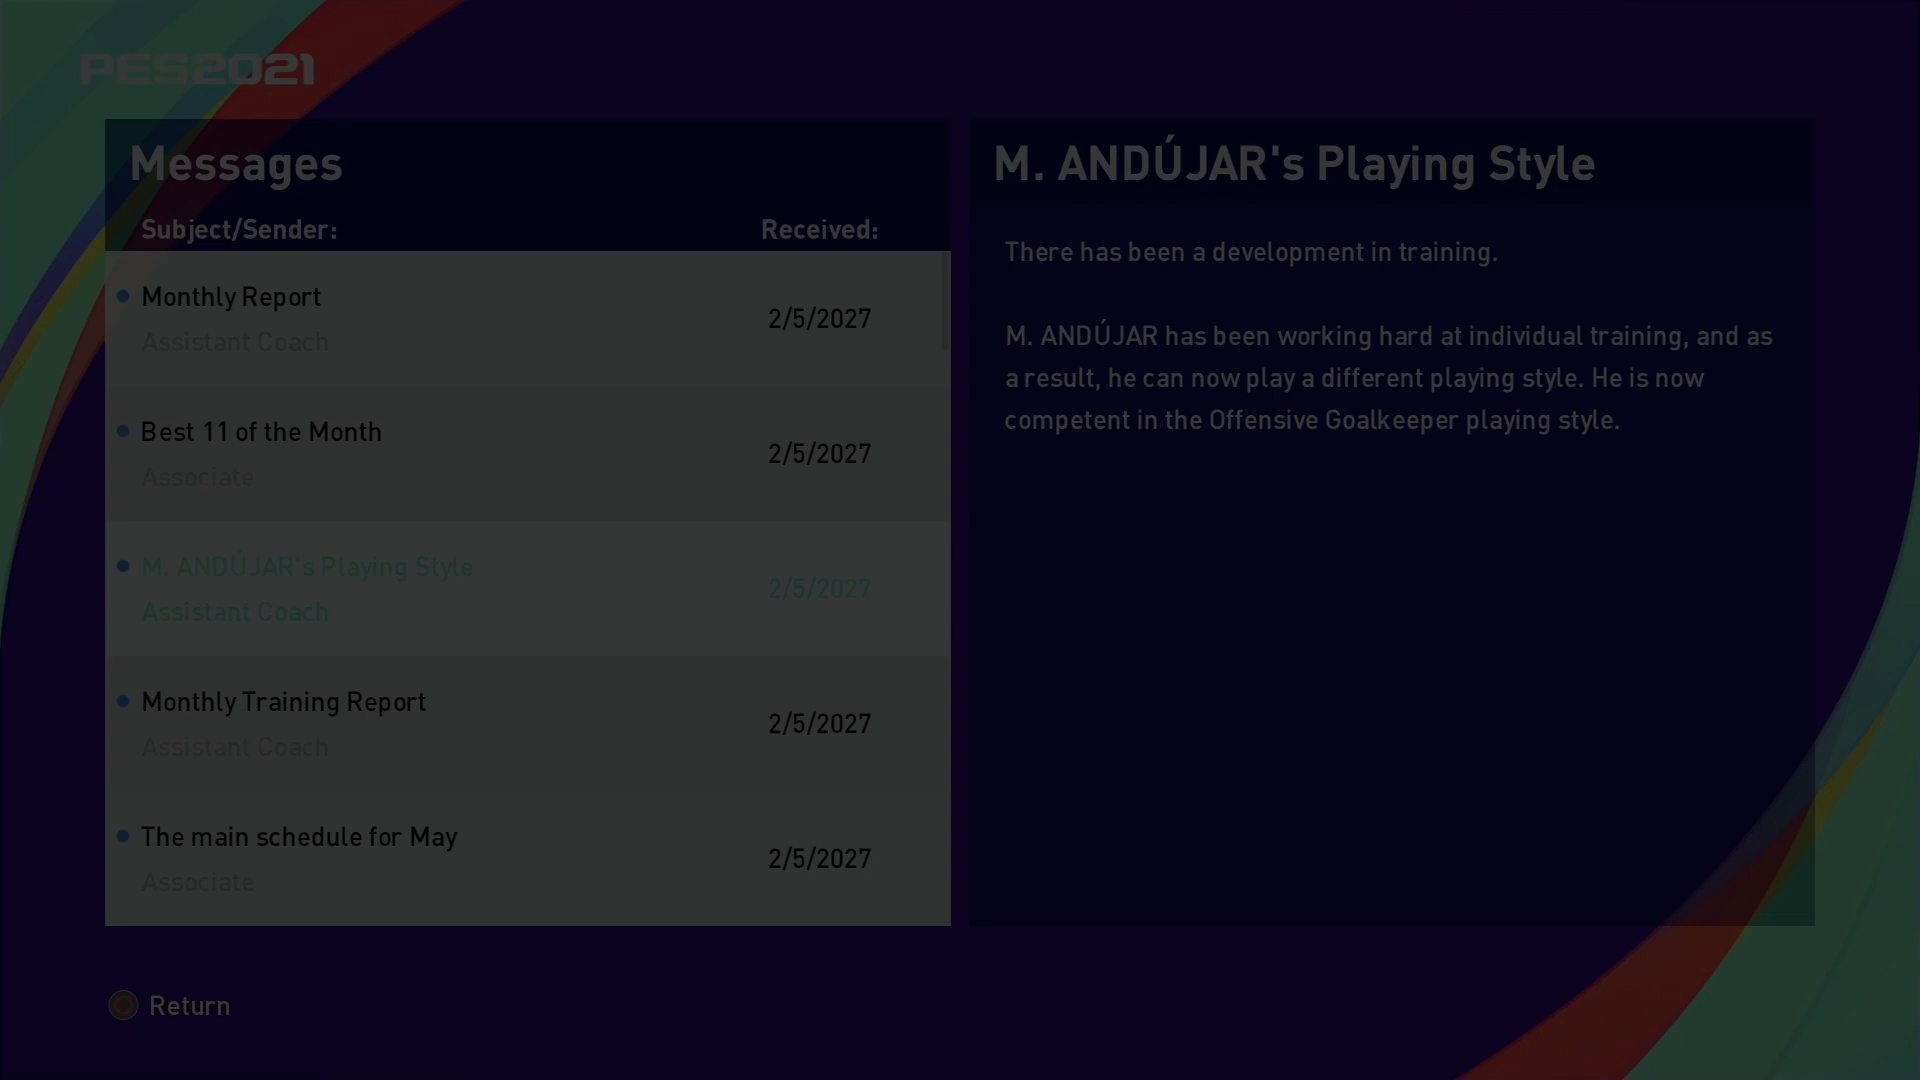 PES2021
Messages
Subject/Sender:
Received:
Monthly Report
Assistant Coach
2/5/2027
Best 11 of the Month
Associate
2/5/2027
M. ANDÚJAR's Playing Style
Assistant Coach
2/5/2027
Monthly Training Report
Assistant Coach
2/5/2027
The main schedule for May
Associate
2/5/2027
M. ANDÚJAR's Playing Style
There has been a development in training.
M. ANDÚJAR has been working hard at individual training, and as
a result, he can now play a different playing style. He is now
competent in the Offensive Goalkeeper playing style.
Return